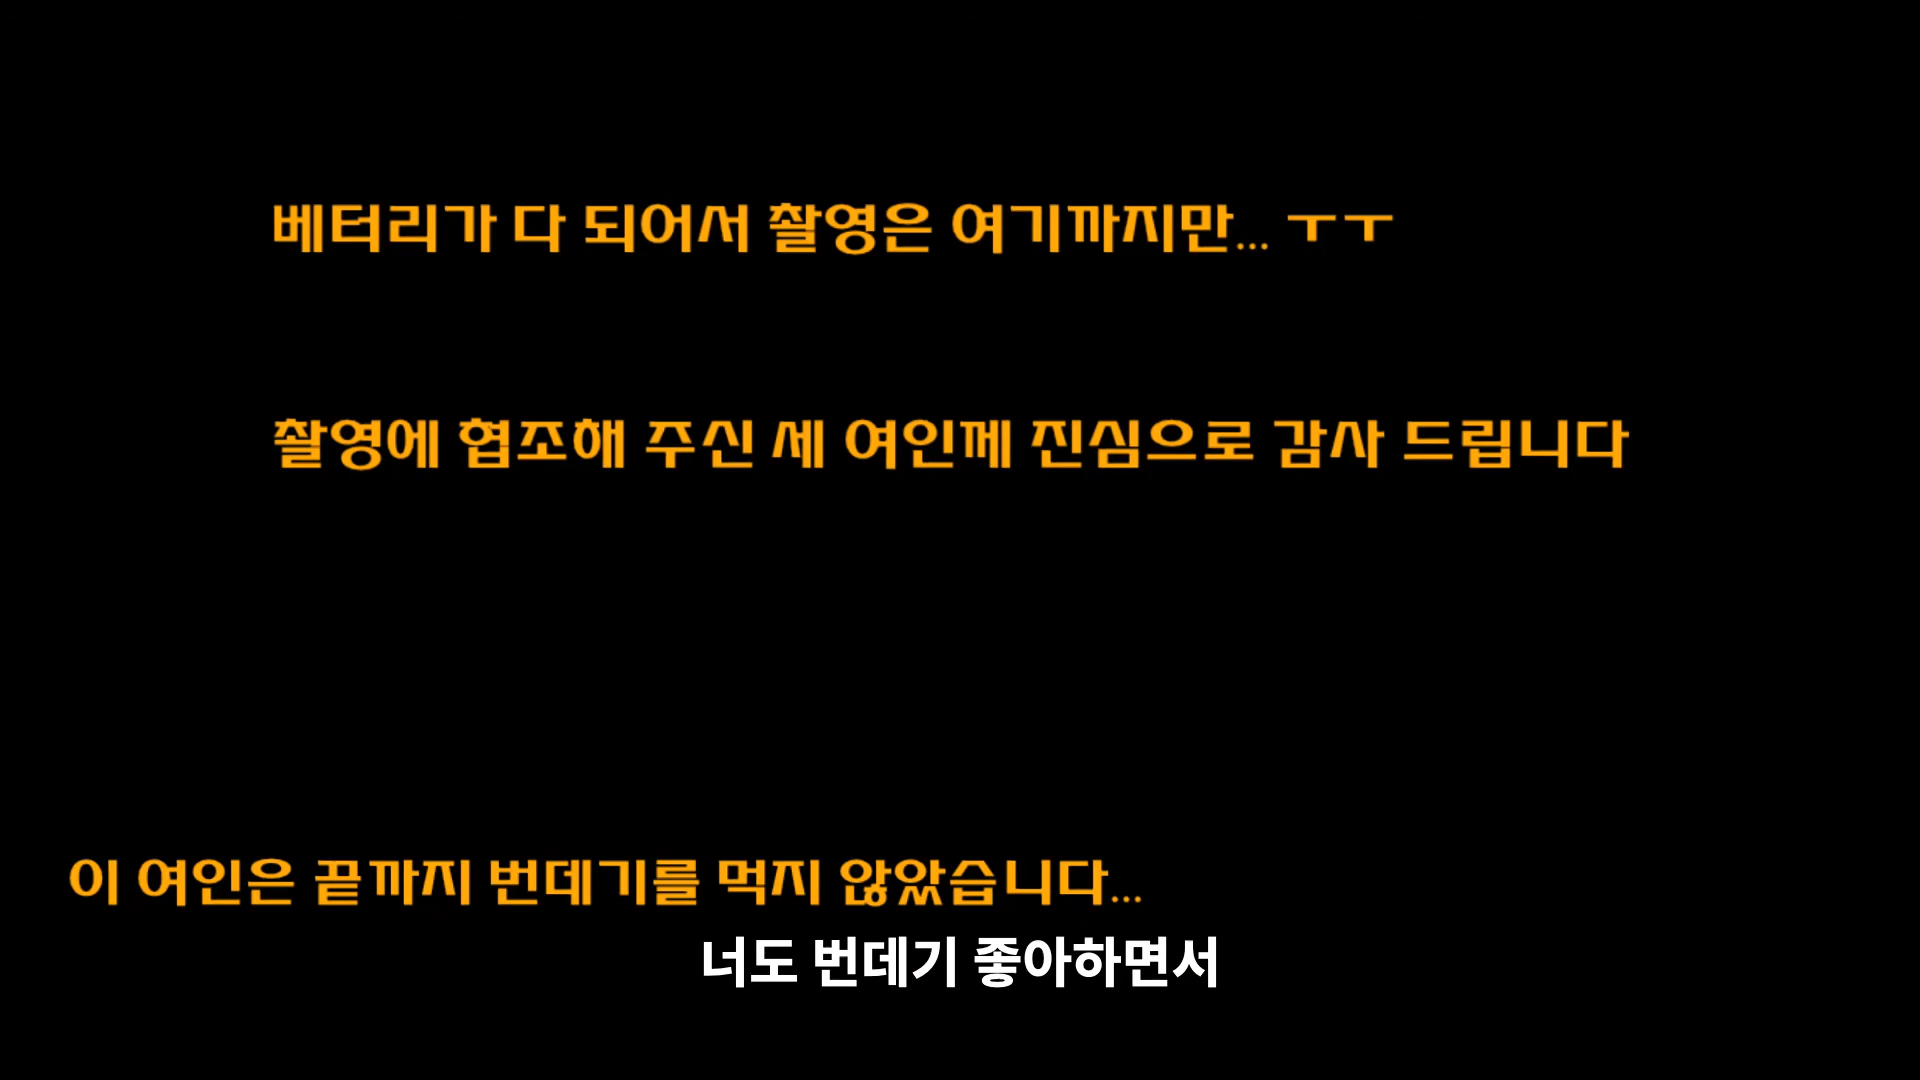 베터리가 다 되어서 촬영은 여기까지만... ㅜㅜ
촬영에 협조해 주신 세 여인께 진심으로 감사 드립니다
이 여인은 끝까지 번데기를 먹지 않았습니다...
너도 번데기 좋아하면서